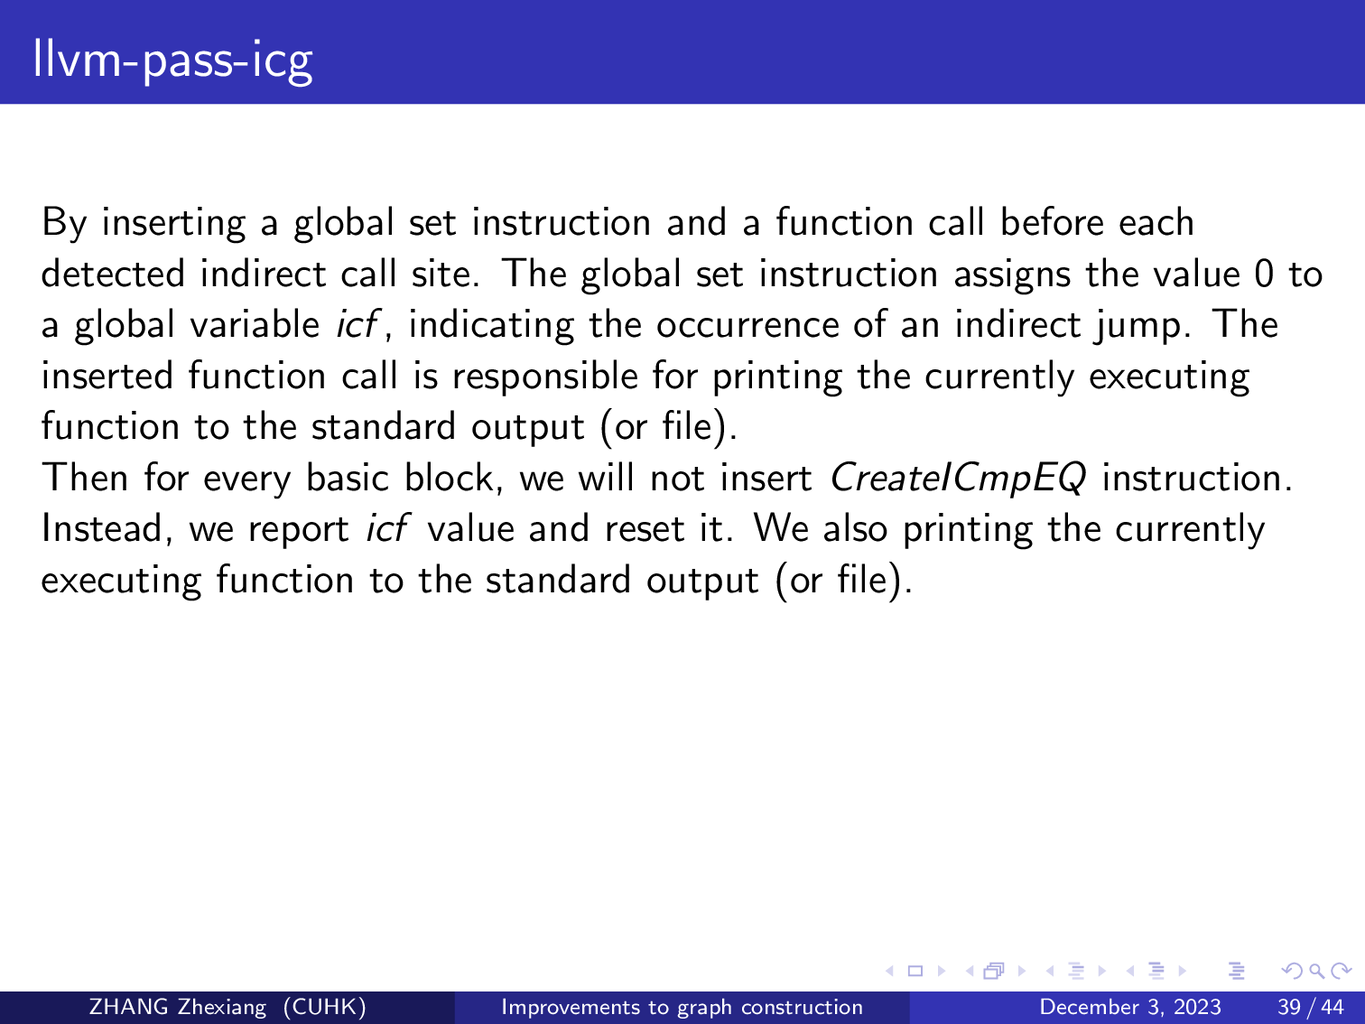 llvm-pass-icg
By inserting a global set instruction and a function call before each
detected indirect call site. The global set instruction assigns the value 0 to
a global variable icf, indicating the occurrence of an indirect jump. The
inserted function call is responsible for printing the currently executing
function to the standard output (or file).
Then for every basic block, we will not insert CreateICmpEQ instruction.
Instead, we report icf value and reset it. We also printing the currently
executing function to the standard output (or file).
ZHANG Zhexiang (CUHK)
Improvements to graph construction
December 3, 2023
39 / 44